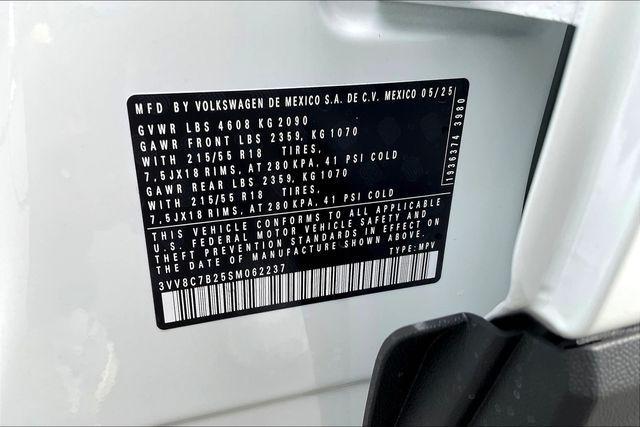 MFD BY VOLKSWAGEN DE MEXICO S.A. DE C.V. MEXICO 05/25
GVWR LBS 4608 KG2090
GAWR FRONT LBS 2359, KG1070
WITH 215/55 R18 TIRES,
7,5JX18 RIMS, AT 280KPA, 41 PSI COLD
GAWR REAR LBS 2359, KG1070
WITH 215/55 R18 TIRES,
7,5JX18 RIMS, AT 280KPA, 41 PSI COLD
THIS VEHICLE CONFORMS TO ALL APPLICABLE
U.S. FEDERAL MOTOR VEHICLE SAFETY AND
THEFT PREVENTION STANDARDS IN EFFECT ON
THE DATE OF MANUFACTURE SHOWN ABOVE.
TYPE:MPV
3VV8C7B25SM062237
1936374 3980